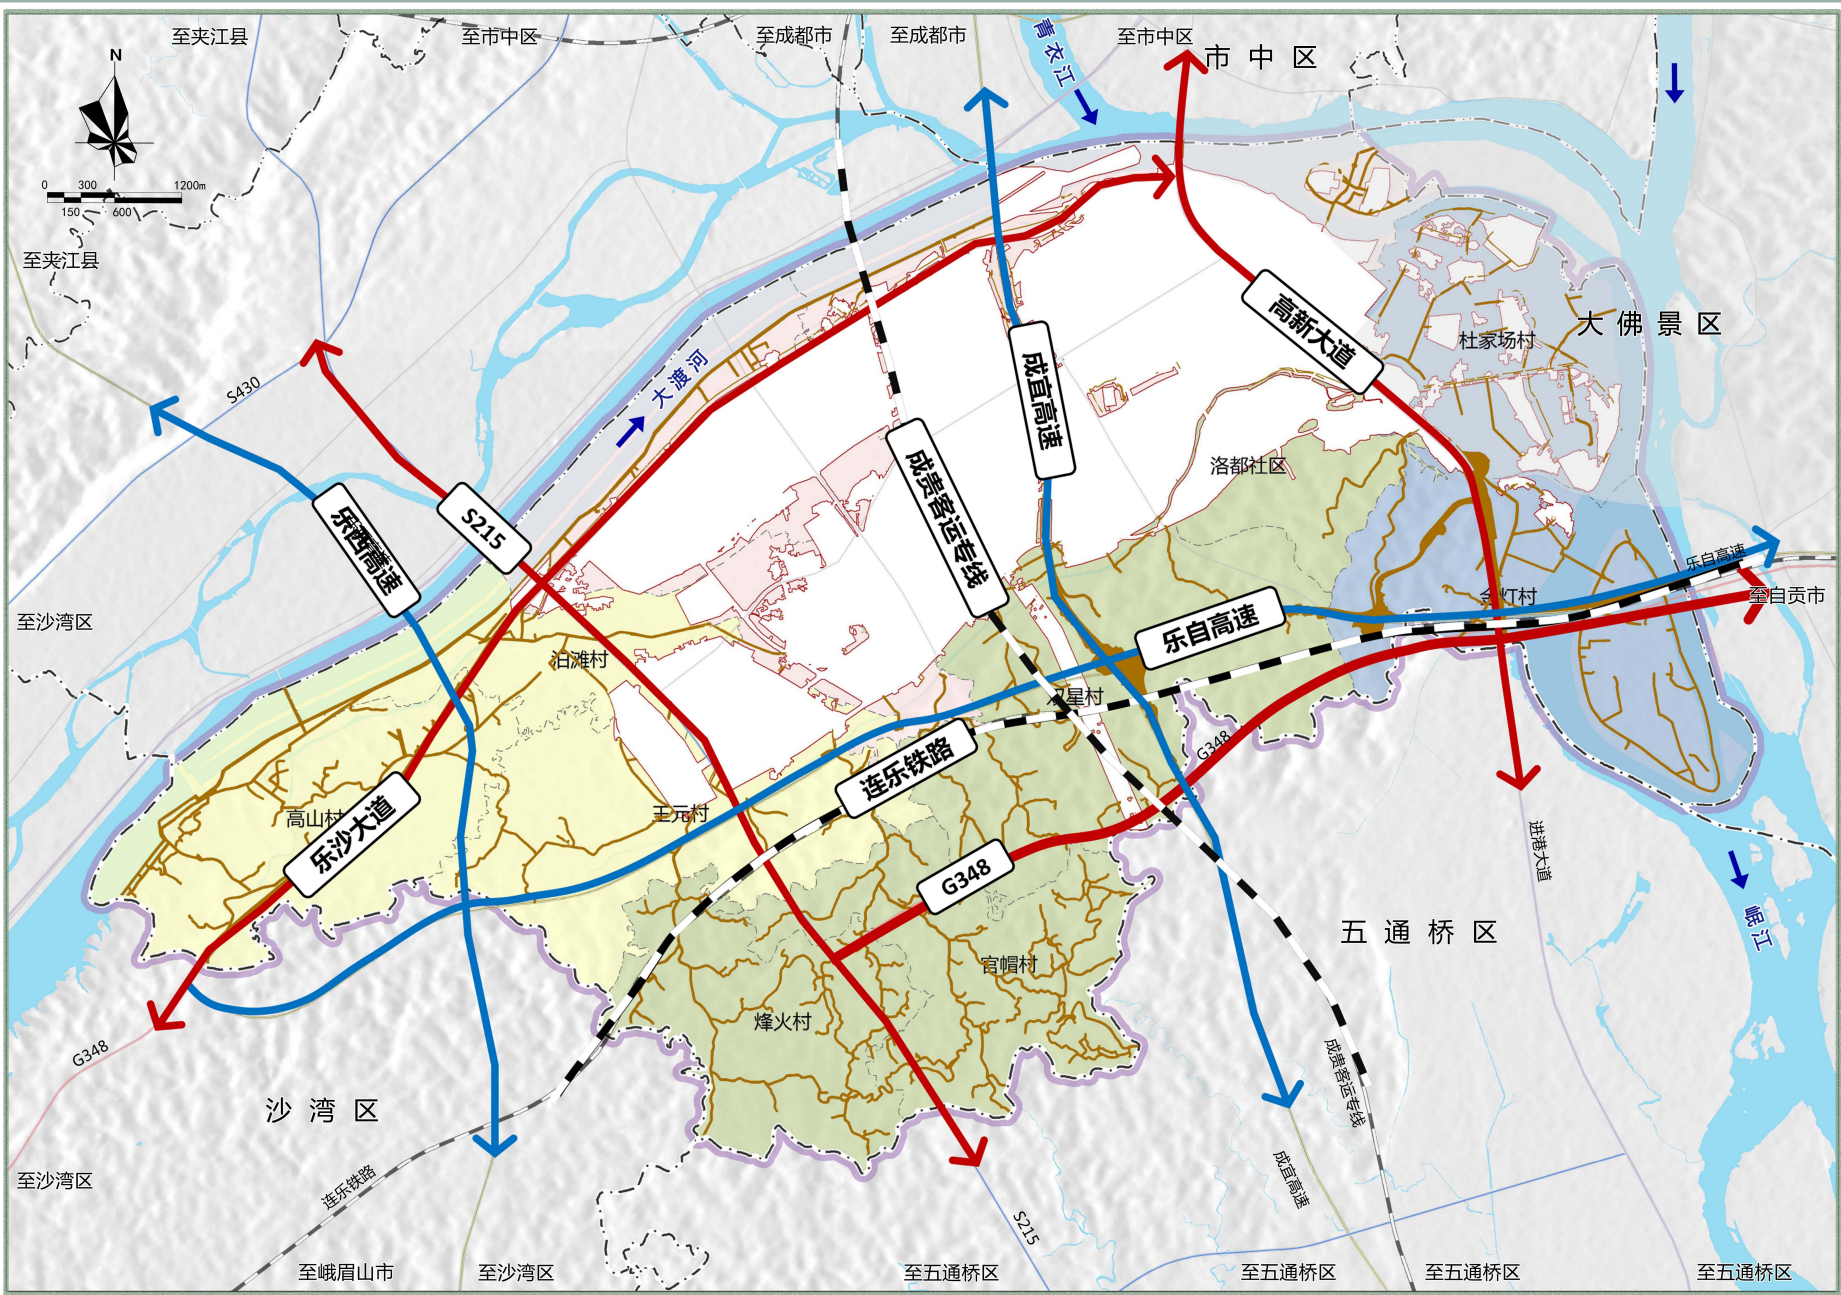 至夹江县
至市中区
至成都市
至成都市
至市中区
市中区
青衣江
N
0 300 1200m
150 600
至夹江县
S430
大渡河
高新大道
杜家场村
大佛景区
成宜高速
成贵客运专线
洛都社区
乐西高速
S215
乐自高速
至自贡市
至沙湾区
泊滩村
乐自高速
双星村
G348
连乐铁路
高山村
王元村
乐沙大道
G348
进港大道
五通桥区
岷江
官帽村
烽火村
G348
沙湾区
成贵客运专线
至沙湾区
连乐铁路
成宜高速
S215
至峨眉山市
至沙湾区
至五通桥区
至五通桥区
至五通桥区
至五通桥区